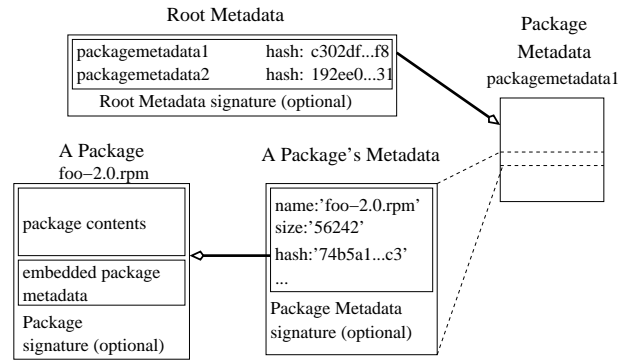 Root Metadata
packagemetadata1 hash: c302df...f8
packagemetadata2 hash: 192ee0...31
Root Metadata signature (optional)
Package
Metadata
packagemetadata1
A Package
foo−2.0.rpm
package contents
embedded package
metadata
Package
signature (optional)
A Package's Metadata
name:'foo−2.0.rpm'
size:'56242'
hash:'74b5a1...c3'
...
Package Metadata
signature (optional)